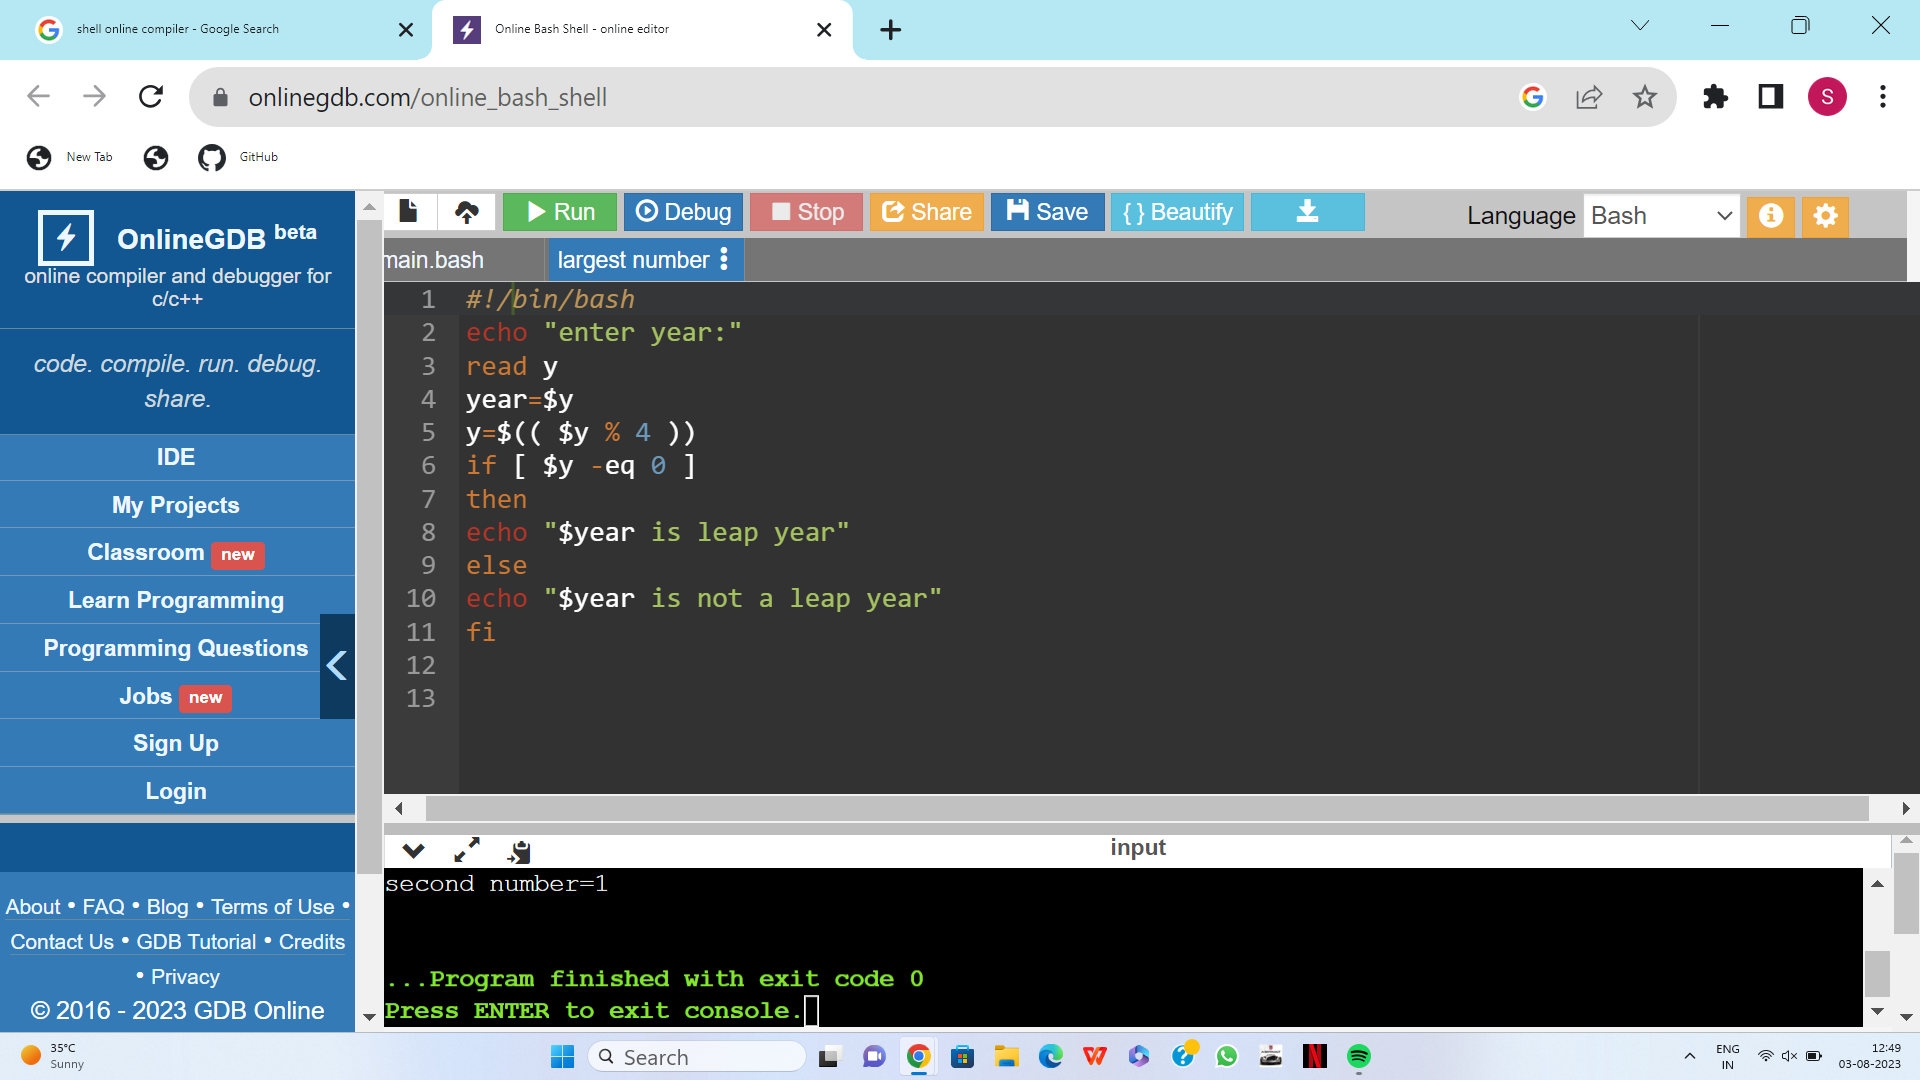 shell online compiler - Google Search
Online Bash Shell - online editor
onlinegdb.com/online_bash_shell
S
New Tab
GitHub
OnlineGDB beta
online compiler and debugger for
c/c++
code. compile. run. debug.
share.
IDE
My Projects
Classroom new
Learn Programming
Programming Questions
Jobs new
Sign Up
Login
About • FAQ • Blog • Terms of Use •
Contact Us • GDB Tutorial • Credits
• Privacy
© 2016 - 2023 GDB Online
Run Debug Stop Share Save { } Beautify
Language Bash
main.bash
largest number
1 #!/bin/bash
2 echo "enter year:"
3 read y
4 year=$y
5 y=$(( $y % 4 ))
6 if [ $y -eq 0 ]
7 then
8 echo "$year is leap year"
9 else
10 echo "$year is not a leap year"
11 fi
12
13
input
second number=1
...Program finished with exit code 0
Press ENTER to exit console.
35°C
Sunny
Search
ENG
IN
12:49
03-08-2023